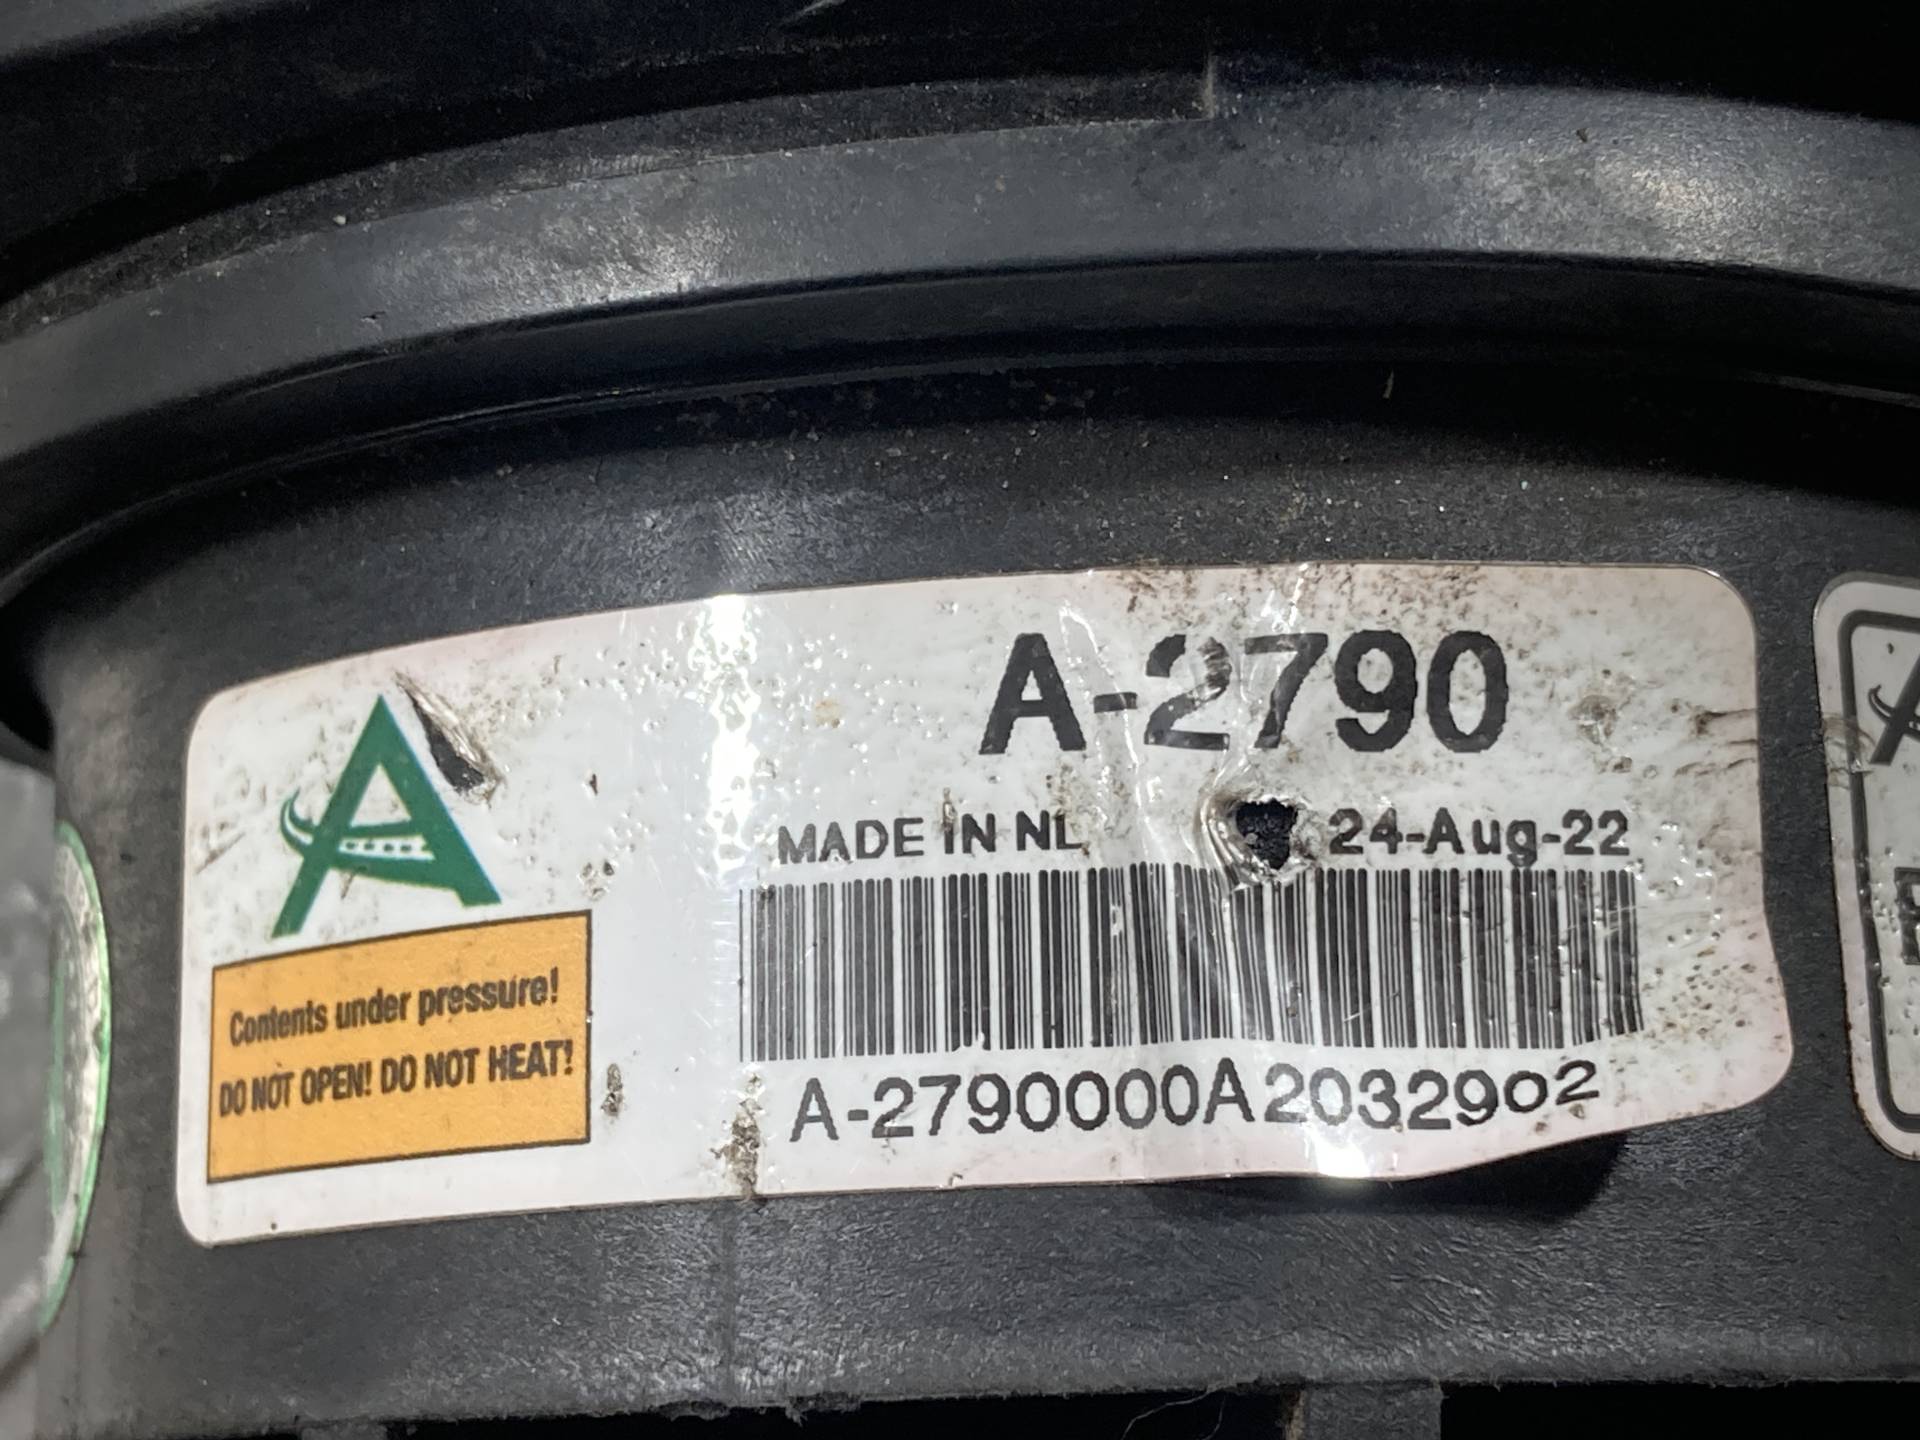 A-2790
MADE IN NL 24-Aug-22
A-2790000A2032902
Contents under pressure!
DO NOT OPEN! DO NOT HEAT!